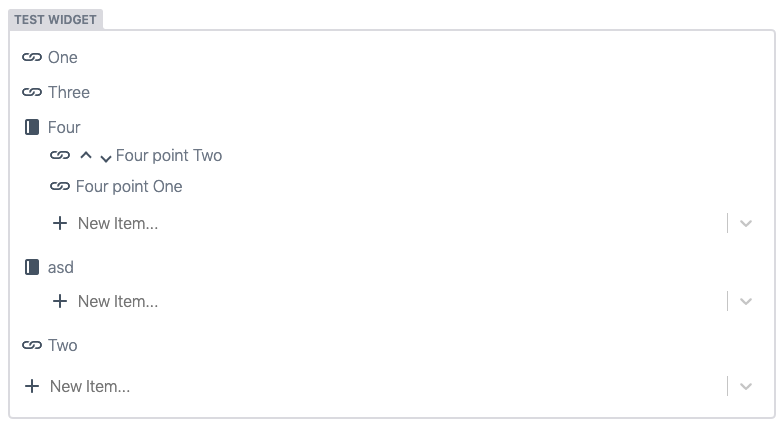 TEST WIDGET
One
Three
Four
Four point Two
Four point One
New Item...
asd
New Item...
Two
New Item...